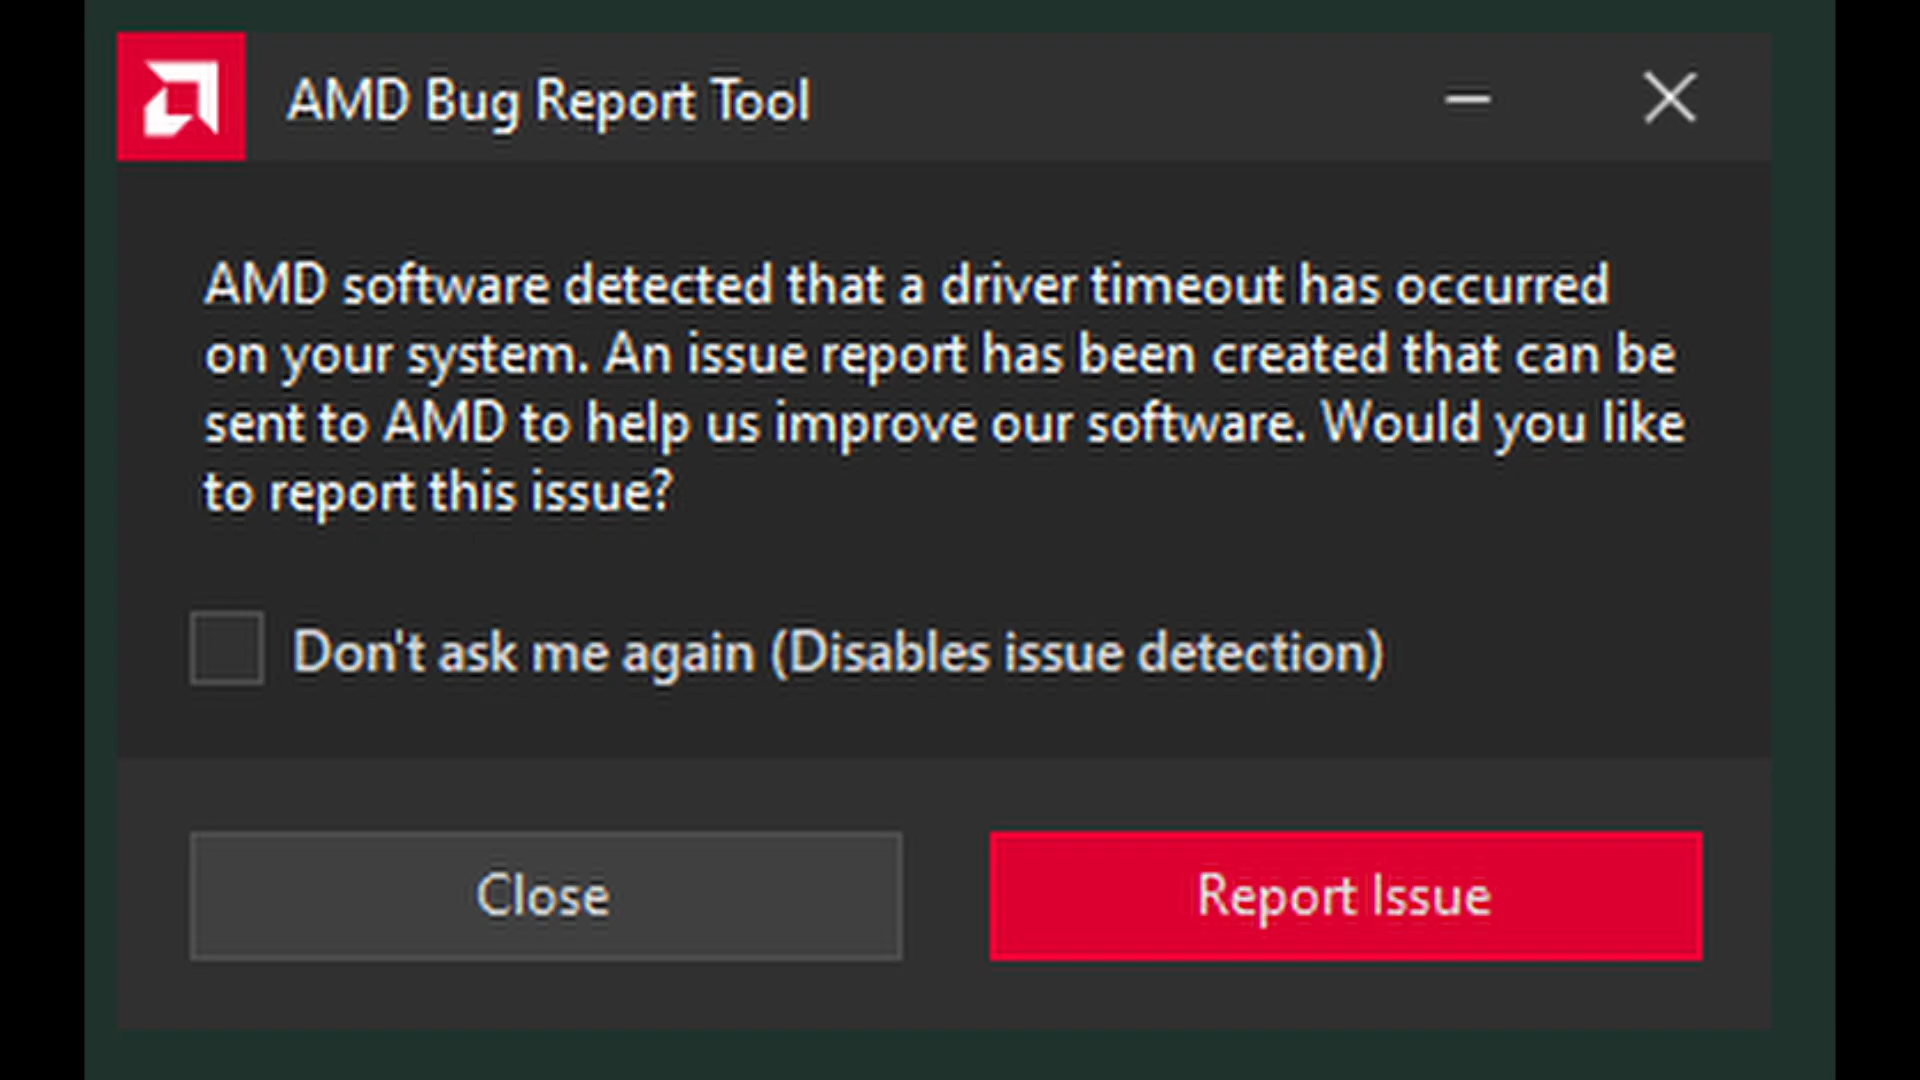 AMD Bug Report Tool
AMD software detected that a driver timeout has occurred
on your system. An issue report has been created that can be
sent to AMD to help us improve our software. Would you like
to report this issue?
Don't ask me again (Disables issue detection)
Close
Report Issue